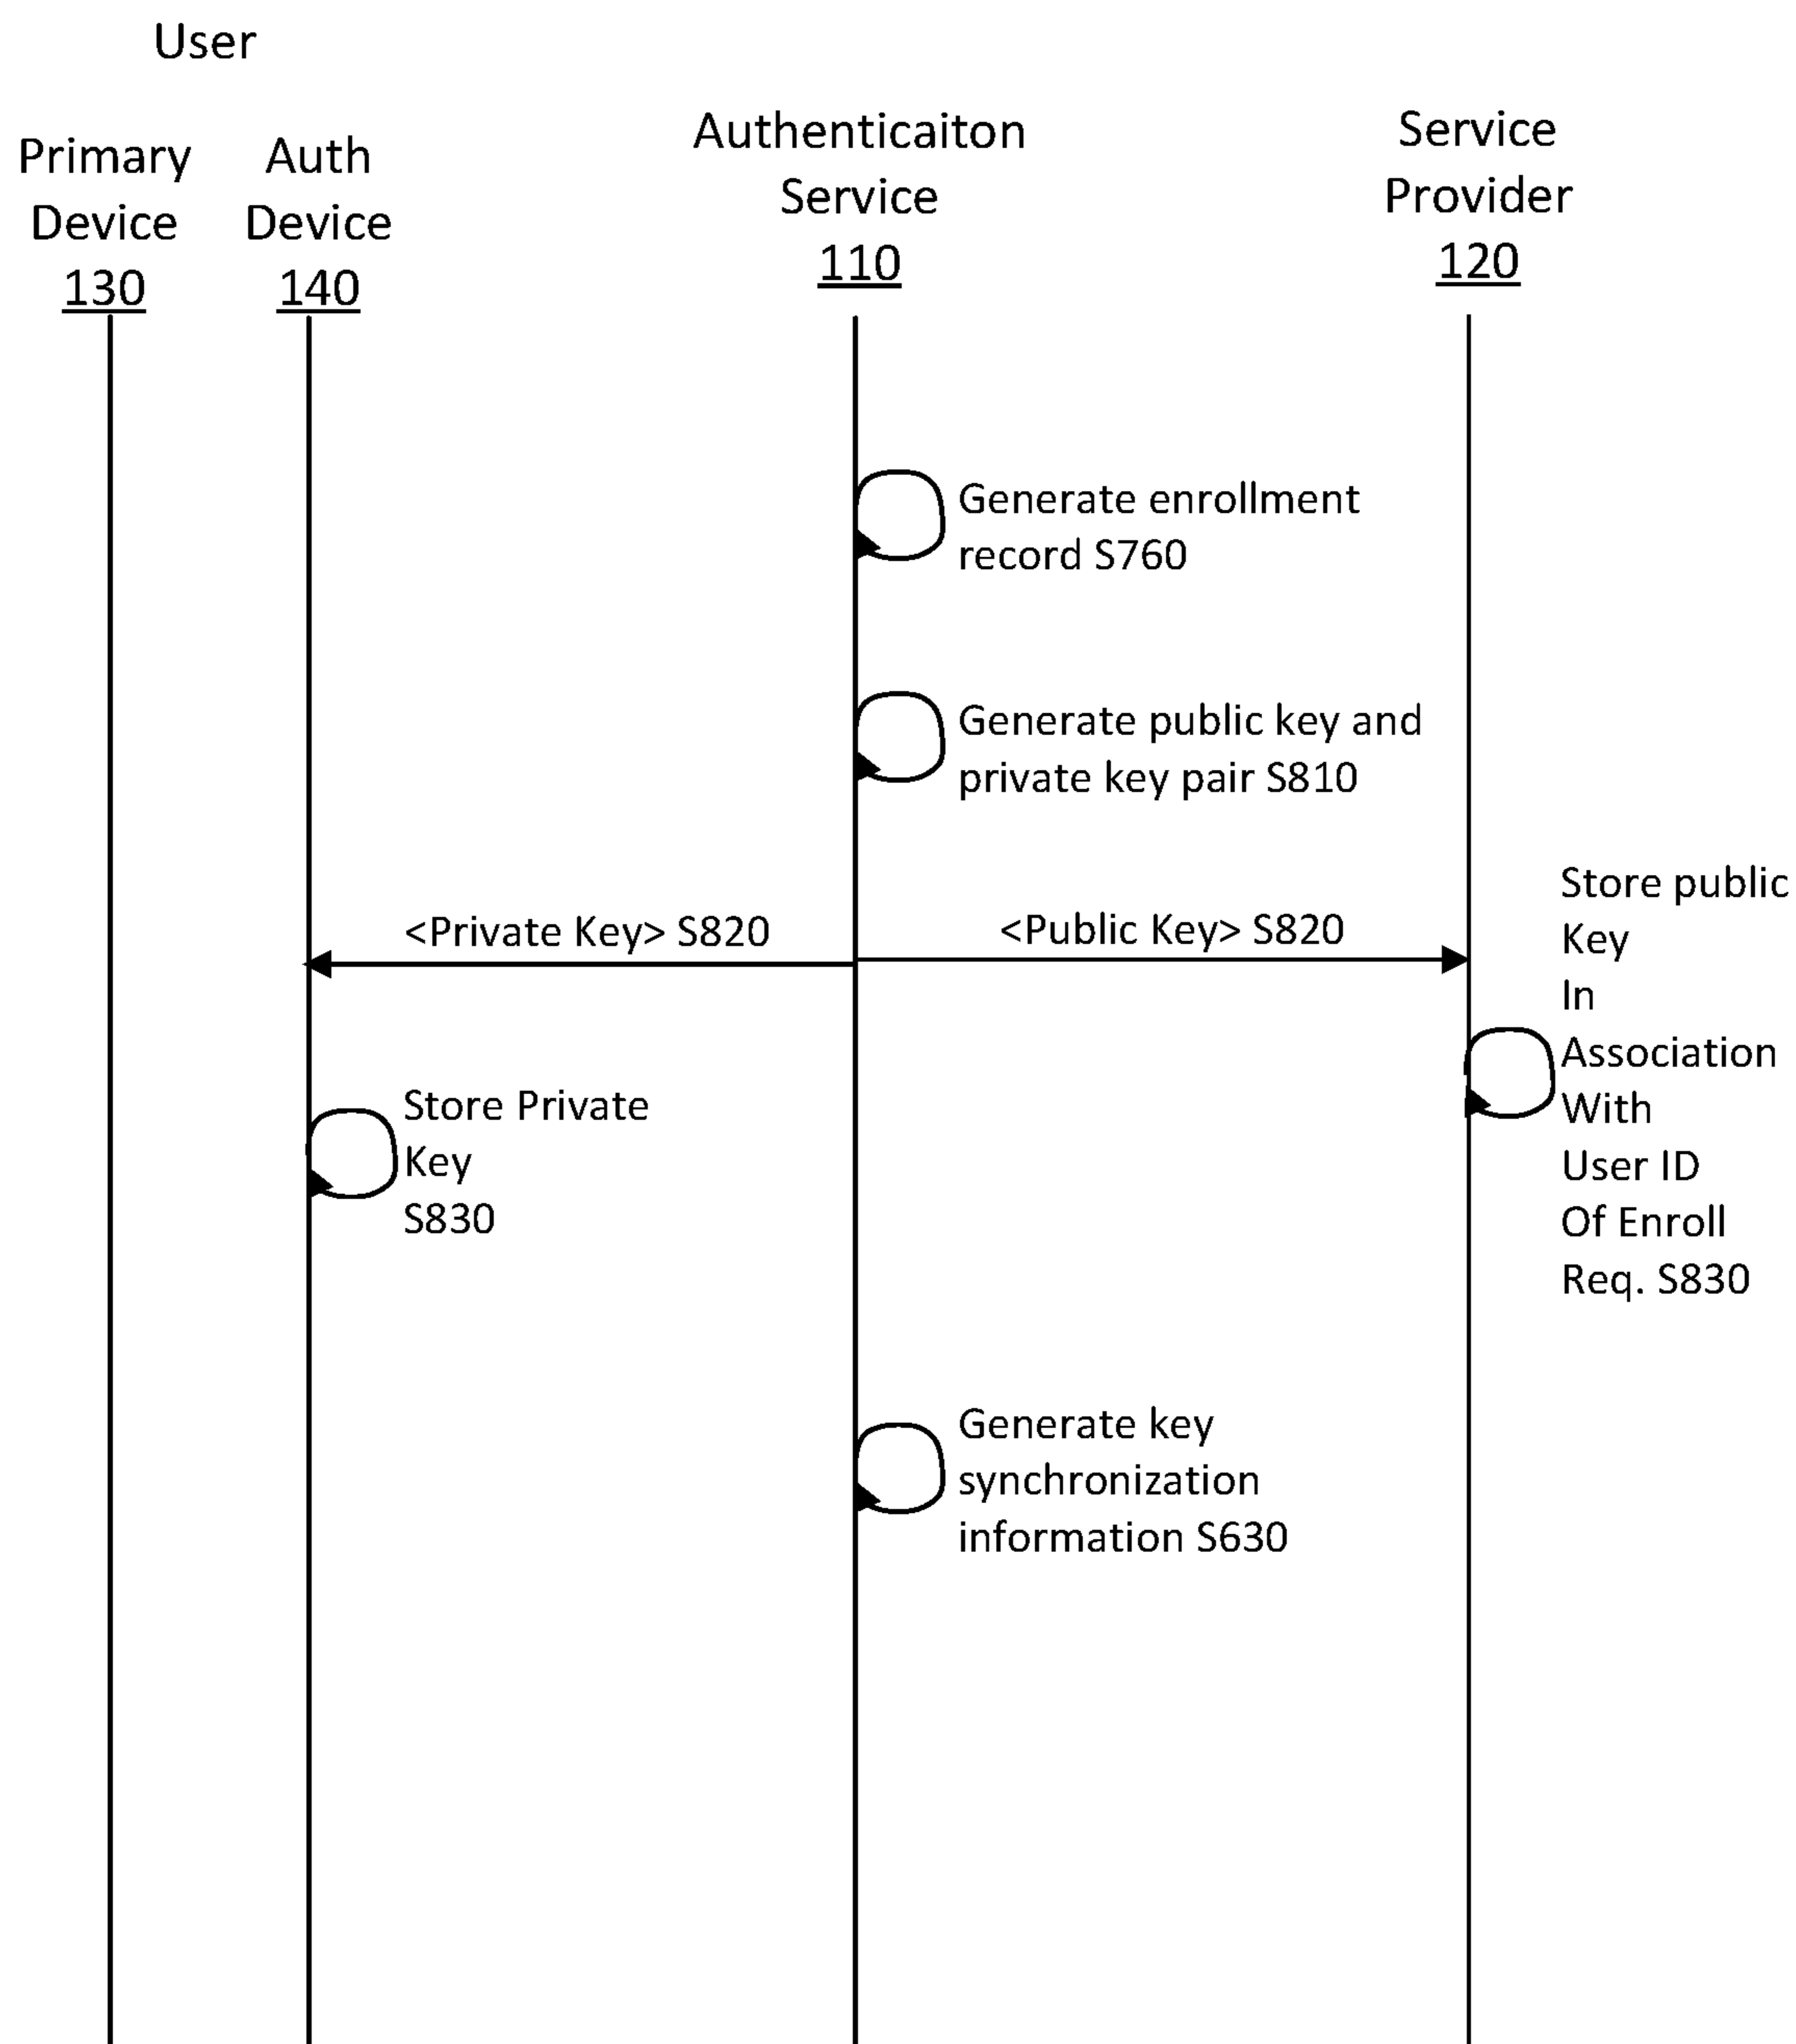 User
Primary
Device
130
Auth
Device
140
Authenticaiton
Service
110
Service
Provider
120
Generate enrollment
record S760
Generate public key and
private key pair S810
<Private Key> S820
<Public Key> S820
Store public
Key
In
Association
With
User ID
Of Enroll
Req. S830
Store Private
Key
S830
Generate key
synchronization
information S630